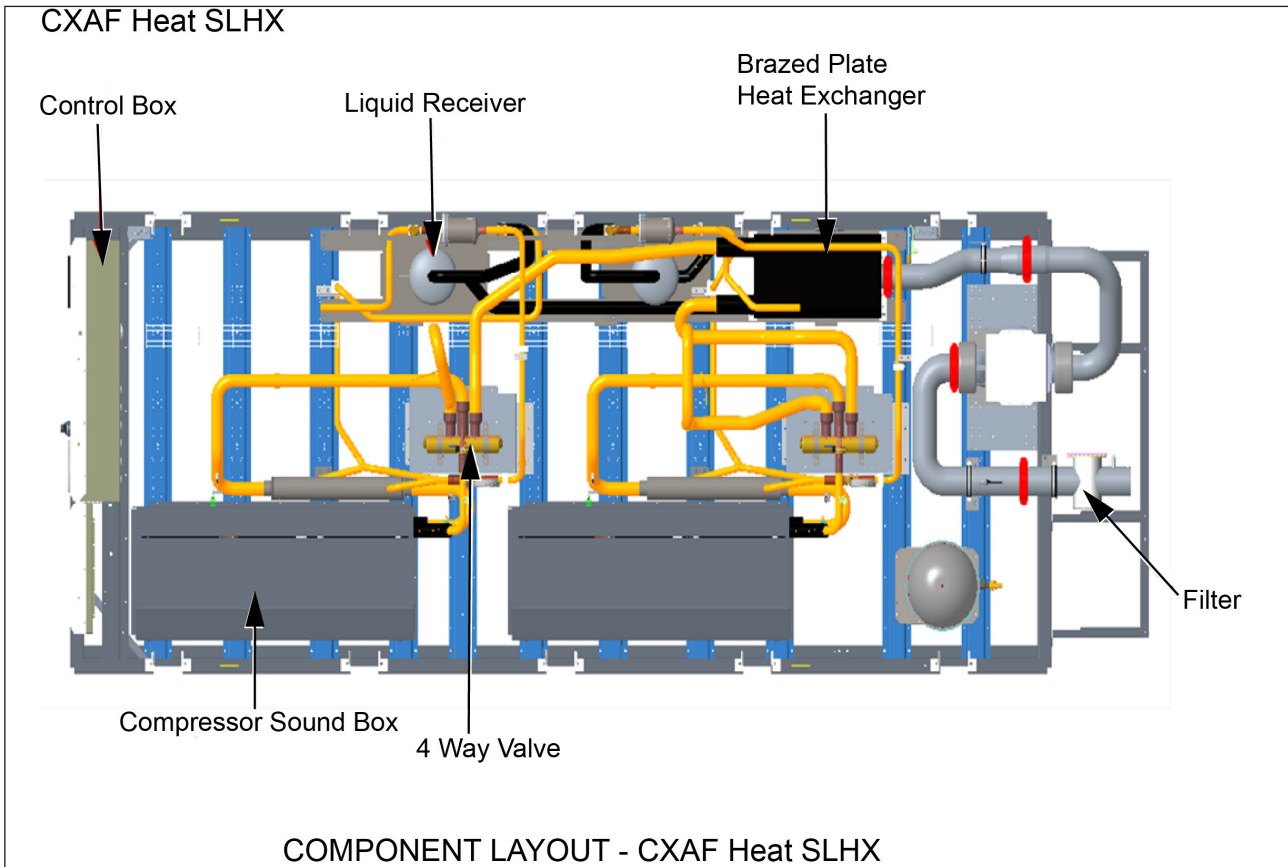 CXAF Heat SLHX
Brazed Plate
Heat Exchanger
Control Box
Liquid Receiver
Filter
Compressor Sound Box
4 Way Valve
COMPONENT LAYOUT - CXAF Heat SLHX